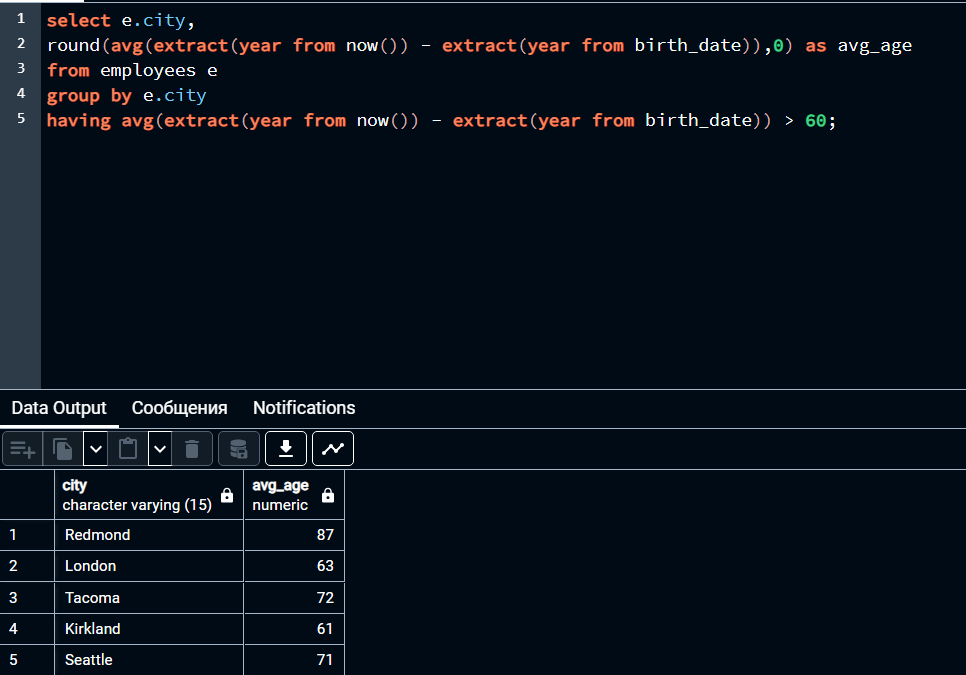 1 select e.city,
2 round(avg(extract(year from now()) - extract(year from birth_date)),0) as avg_age
3 from employees e
4 group by e.city
5 having avg(extract(year from now()) - extract(year from birth_date)) > 60;
Data Output Сообщения Notifications
city avg_age
character varying (15) numeric
1 Redmond 87
2 London 63
3 Tacoma 72
4 Kirkland 61
5 Seattle 71